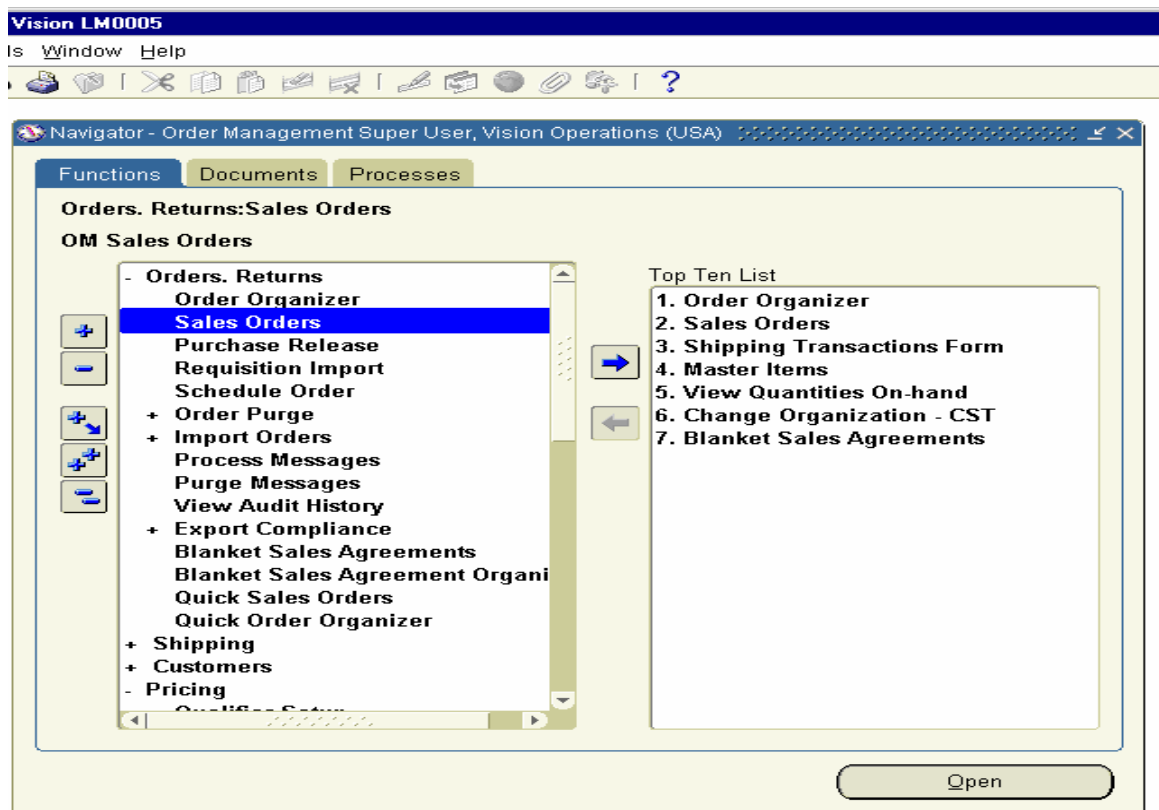 Vision LM0005
ls Window Help
Navigator - Order Management Super User, Vision Operations (USA)
Functions Documents Processes
Orders. Returns:Sales Orders
OM Sales Orders
- Orders. Returns
Order Organizer
Sales Orders
Purchase Release
Requisition Import
Schedule Order
+ Order Purge
+ Import Orders
Process Messages
Purge Messages
View Audit History
+ Export Compliance
Blanket Sales Agreements
Blanket Sales Agreement Organi
Quick Sales Orders
Quick Order Organizer
+ Shipping
+ Customers
- Pricing
Top Ten List
1. Order Organizer
2. Sales Orders
3. Shipping Transactions Form
4. Master Items
5. View Quantities On-hand
6. Change Organization - CST
7. Blanket Sales Agreements
Open